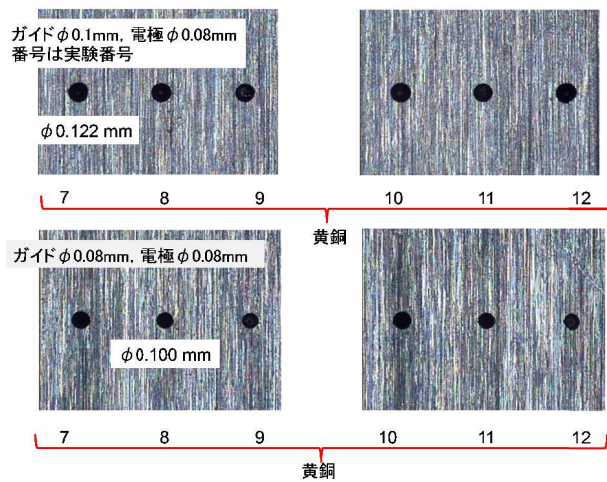 ガイドφ0.1mm, 電極φ0.08mm
番号は実験番号
φ0.122 mm
7 8 9 10 11 12
黄銅
ガイドφ0.08mm, 電極φ0.08mm
φ0.100 mm
7 8 9 10 11 12
黄銅